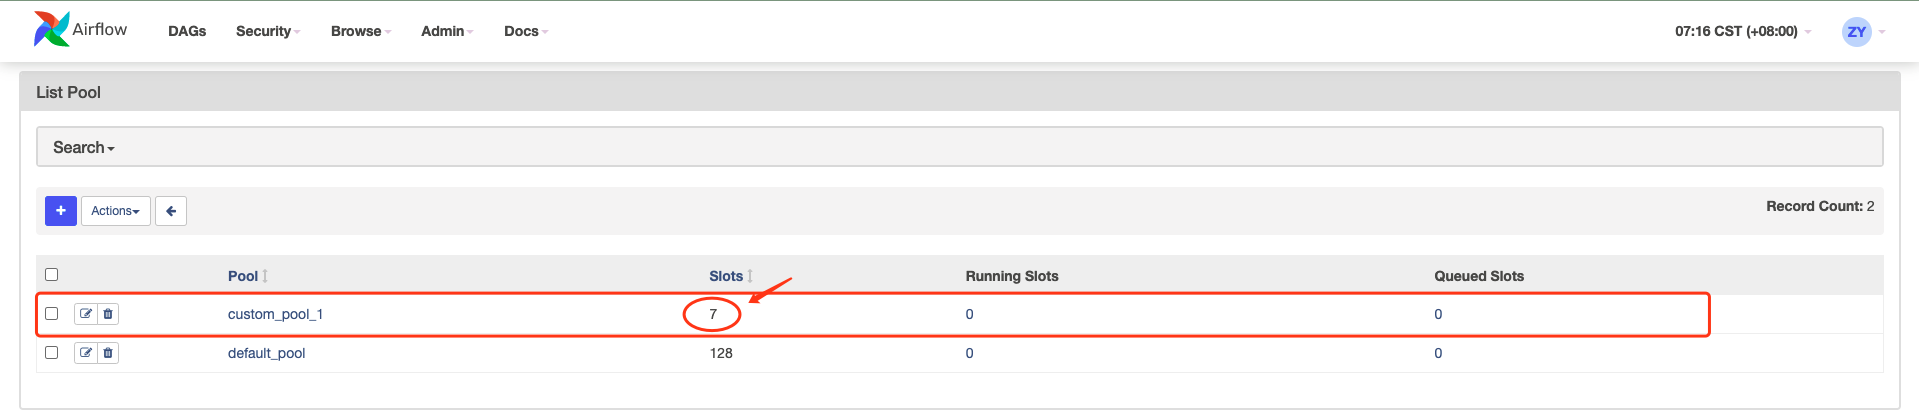 Airflow DAGs Security Browse Admin Docs 07:16 CST (+08:00) ZY
List Pool
Search
+ Actions Record Count: 2
Pool Slots Running Slots Queued Slots
custom_pool_1 7 0 0
default_pool 128 0 0